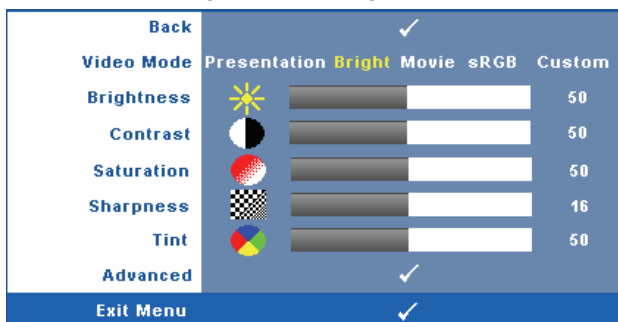 Back
Video Mode Presentation Bright Movie sRGB Custom
Brightness 50
Contrast 50
Saturation 50
Sharpness 16
Tint 50
Advanced
Exit Menu